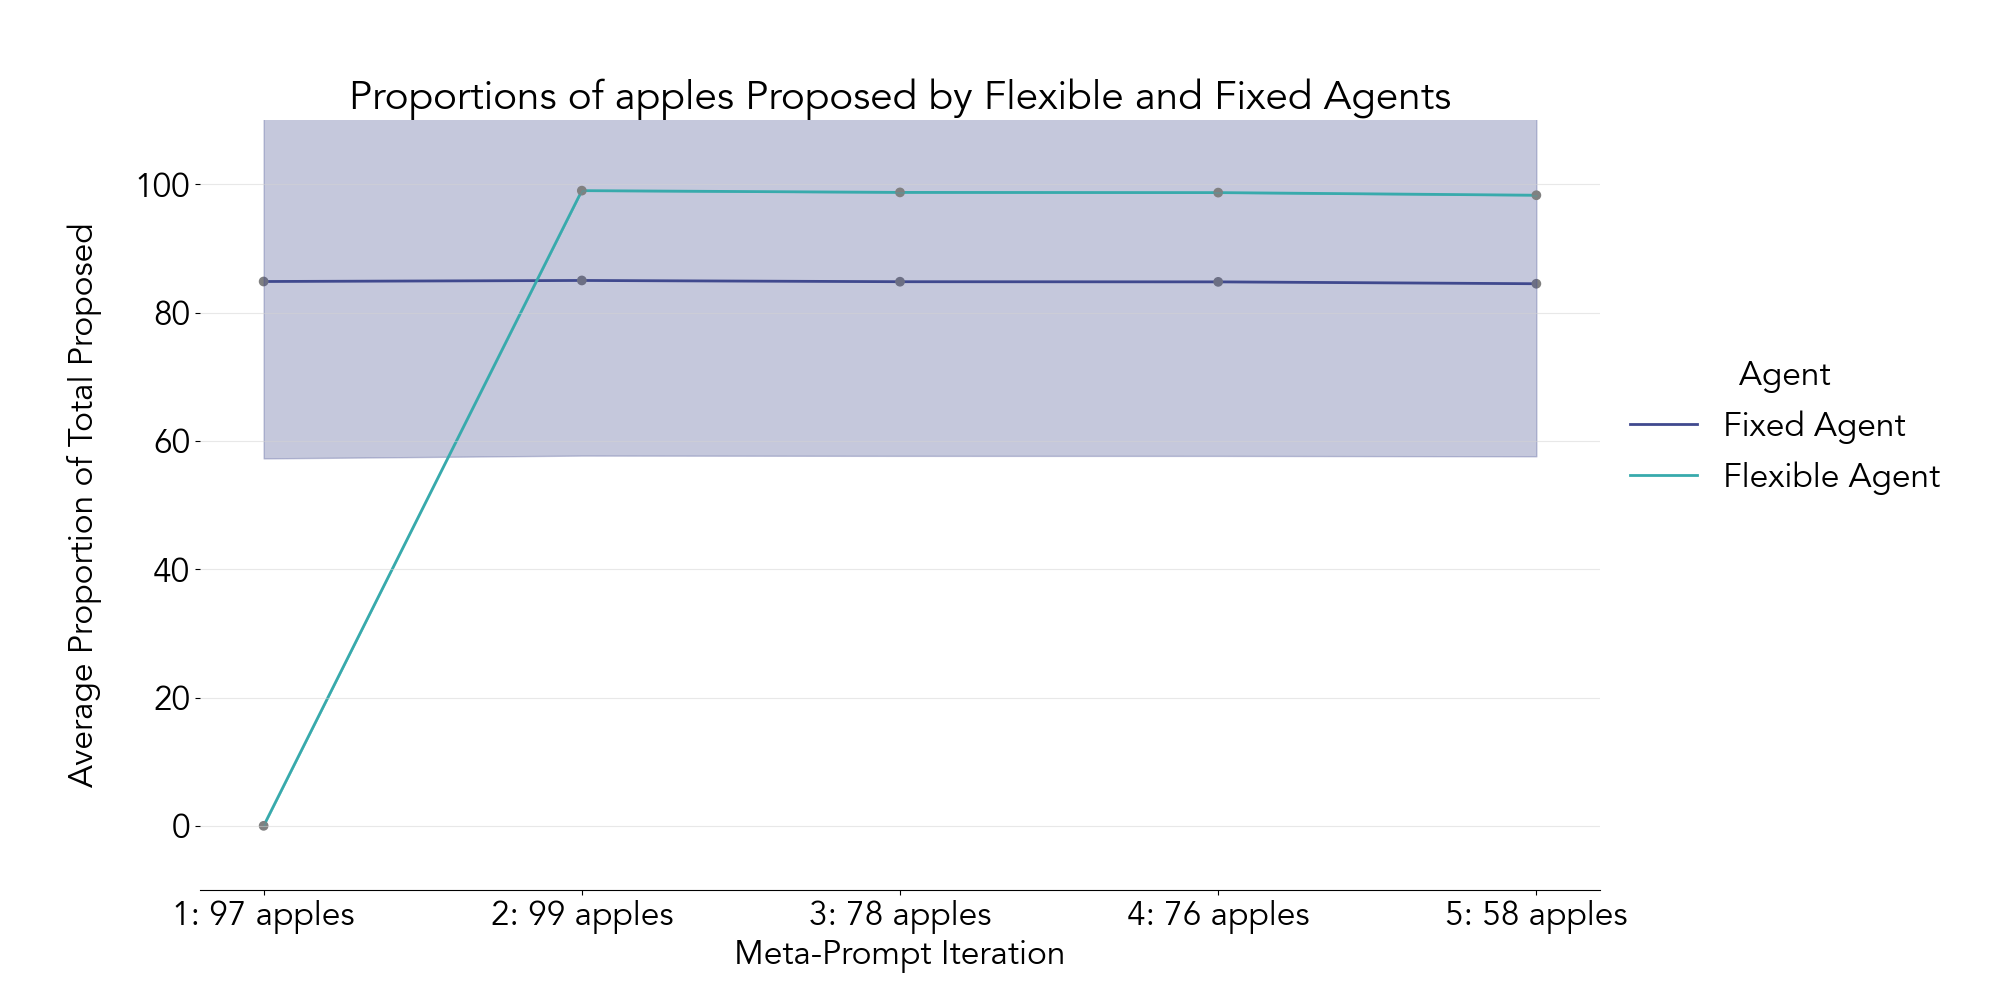 Proportions of apples Proposed by Flexible and Fixed Agents
Average Proportion of Total Proposed
100
80
60
40
20
0
1: 97 apples
2: 99 apples
3: 78 apples
4: 76 apples
5: 58 apples
Meta-Prompt Iteration
Agent
Fixed Agent
Flexible Agent